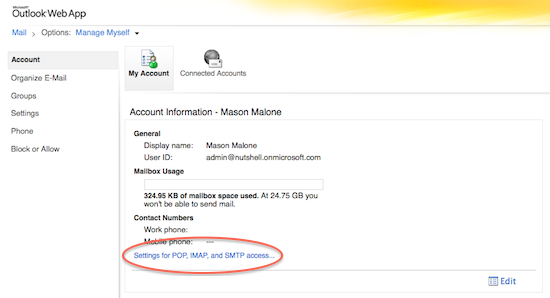 Microsoft
Outlook Web App
Mail > Options: Manage Myself
Account
Organize E-Mail
Groups
Settings
Phone
Block or Allow
My Account
Connected Accounts
Account Information - Mason Malone
General
Display name: Mason Malone
User ID: admin@nutshell.onmicrosoft.com
Mailbox Usage
324.95 KB of mailbox space used. At 24.75 GB you
won't be able to send mail.
Contact Numbers
Work phone:
Mobile phone: ---
Settings for POP, IMAP, and SMTP access...
Edit